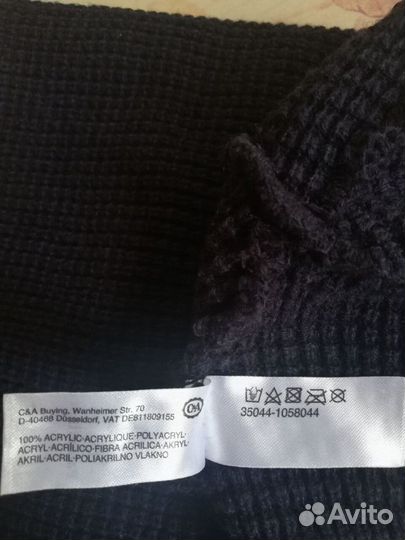 C&A Buying, Wanheimer Str. 70
D-40468 Düsseldorf, VAT DE811809155
C&A
100% ACRYLIC-ACRYLIQUE-POLYACRYL-
ACRYL-ACRÍLICO-FIBRA ACRILICA-AKRYL-
AKRIL-ACRIL-POLIAKRILNO VLAKNO
35044-1058044
Avito